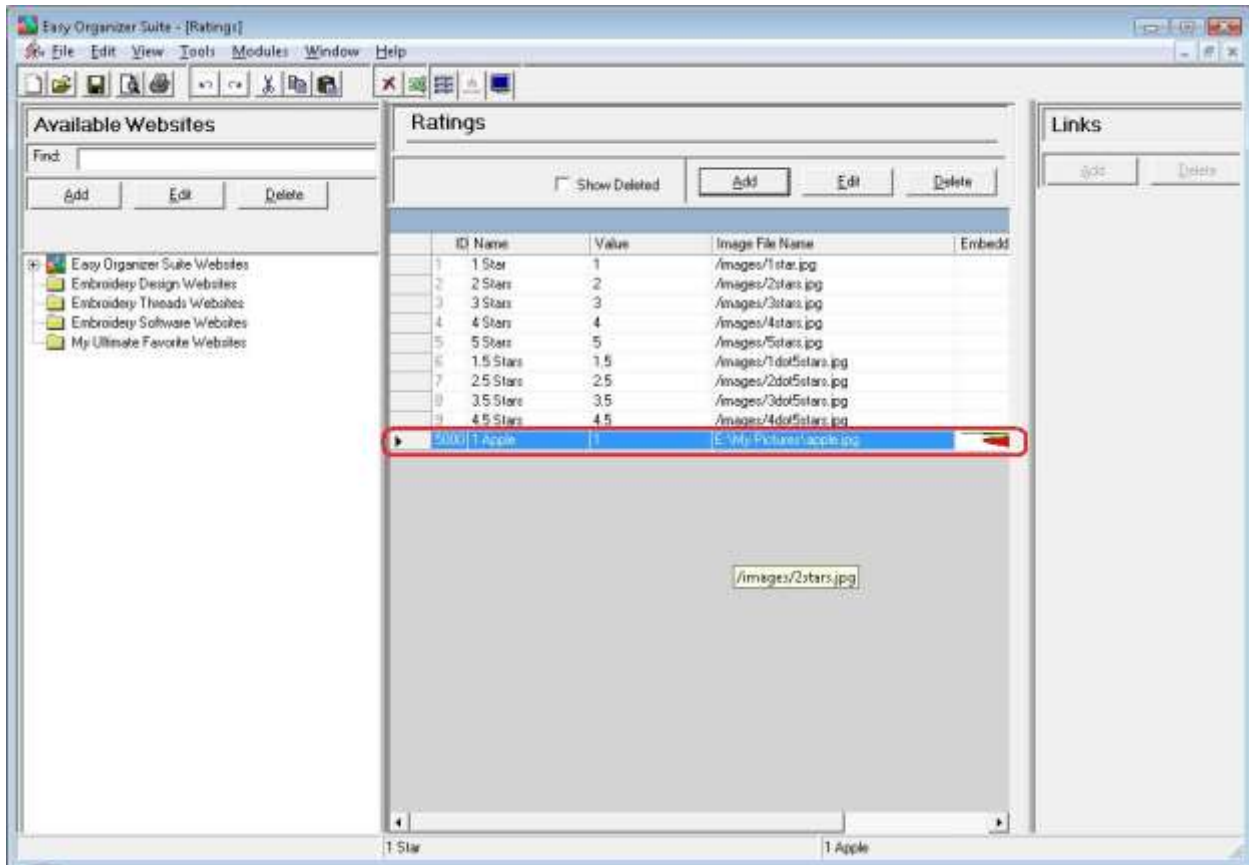 Easy Organizer Suite - [Ratings]
File Edit View Tools Modules Window Help
Available Websites
Find:
Add Edit Delete
Easy Organizer Suite Websites
Embroidery Design Websites
Embroidery Threads Websites
Embroidery Software Websites
My Ultimate Favorite Websites
Ratings
Show Deleted Add Edit Delete
ID Name Value Image File Name Embedd
1 1 Star 1 /images/1star.jpg
2 2 Stars 2 /images/2stars.jpg
3 3 Stars 3 /images/3stars.jpg
4 4 Stars 4 /images/4stars.jpg
5 5 Stars 5 /images/5stars.jpg
6 1.5 Stars 1.5 /images/1dot5stars.jpg
7 2.5 Stars 2.5 /images/2dot5stars.jpg
8 3.5 Stars 3.5 /images/3dot5stars.jpg
9 4.5 Stars 4.5 /images/4dot5stars.jpg
5000 1 Apple 1 E:\My Pictures\apple.jpg
/images/2stars.jpg
Links
Add Delete
1 Star 1 Apple